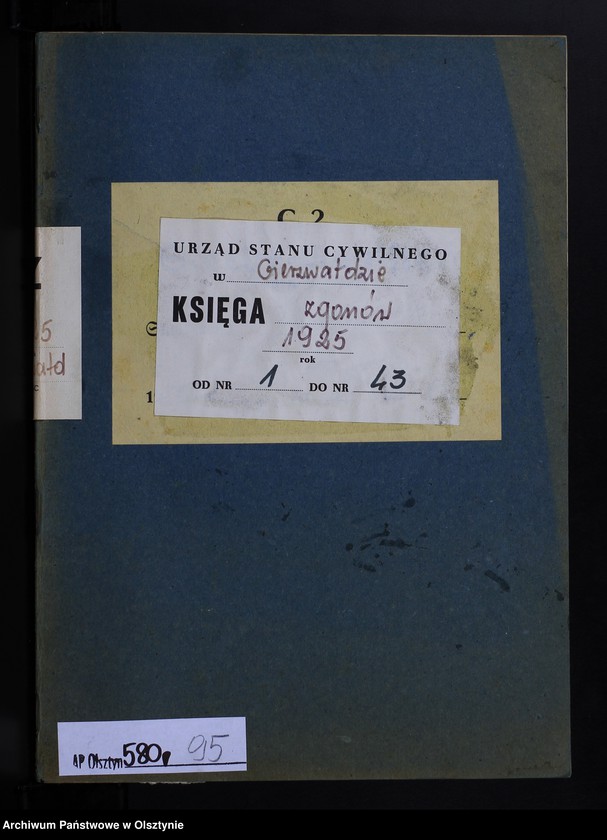 C 2
URZĄD STANU CYWILNEGO
w Gierzwałdzie
KSIĘGA zgonów
1925
rok
OD NR 1 DO NR 43
AP Olsztyn 580, 95
Archiwum Państwowe w Olsztynie